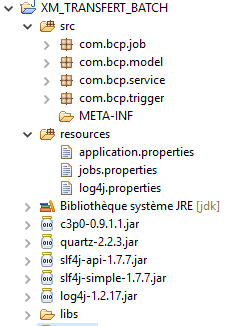 XM_TRANSFERT_BATCH
src
com.bcp.job
com.bcp.model
com.bcp.service
com.bcp.trigger
META-INF
resources
application.properties
jobs.properties
log4j.properties
Bibliothèque système JRE [jdk]
c3p0-0.9.1.1.jar
quartz-2.2.3.jar
slf4j-api-1.7.7.jar
slf4j-simple-1.7.7.jar
log4j-1.2.17.jar
libs